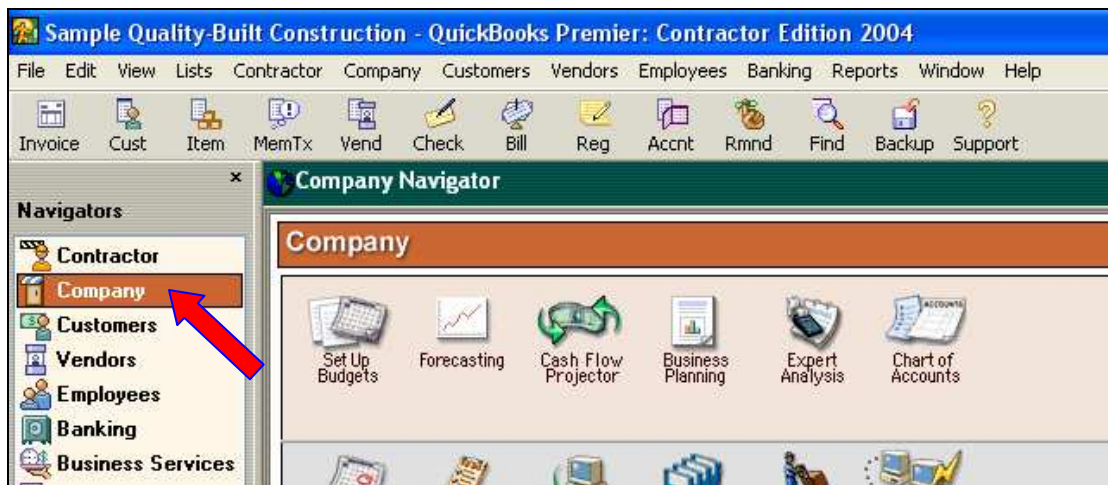 Sample Quality-Built Construction - QuickBooks Premier: Contractor Edition 2004
File Edit View Lists Contractor Company Customers Vendors Employees Banking Reports Window Help
Invoice Cust Item MemTx Vend Check Bill Reg Accnt Rmnd Find Backup Support
x
Navigators
Contractor
Company
Customers
Vendors
Employees
Banking
Business Services
Company Navigator
Company
Set Up
Budgets
Forecasting
Cash Flow
Projector
Business
Planning
Expert
Analysis
ACCOUNTS
Chart of
Accounts